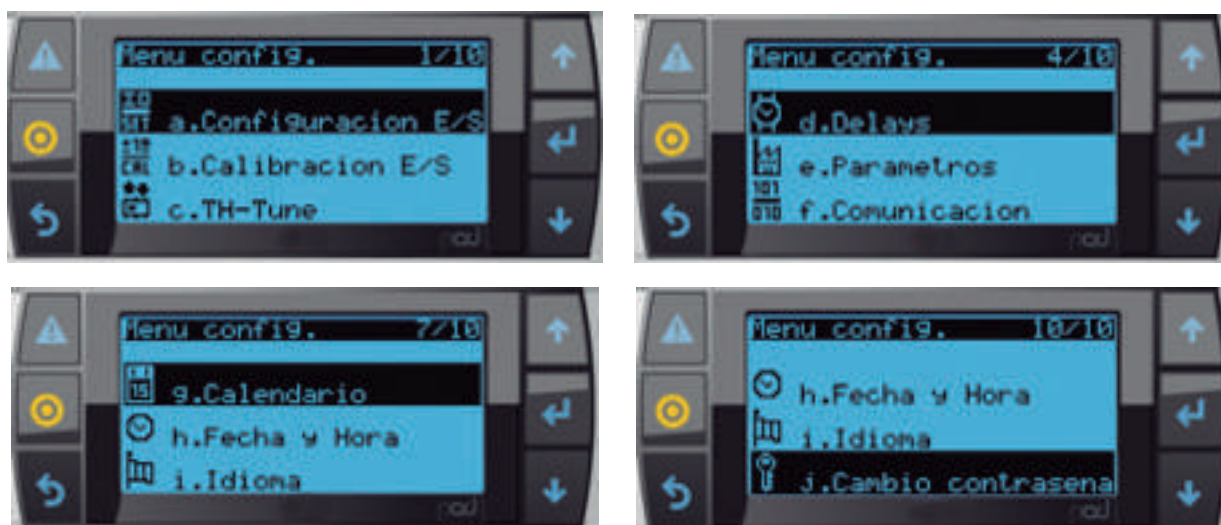 Menu config. 1/10
a.Configuracion E/S
b.Calibracion E/S
c.TH-Tune
Menu config. 4/10
d.Delays
e.Parametros
f.Comunicacion
Menu config. 7/10
15
g.Calendario
h.Fecha y Hora
i.Idioma
Menu config. 10/10
h.Fecha y Hora
i.Idioma
j.Cambio contrasena